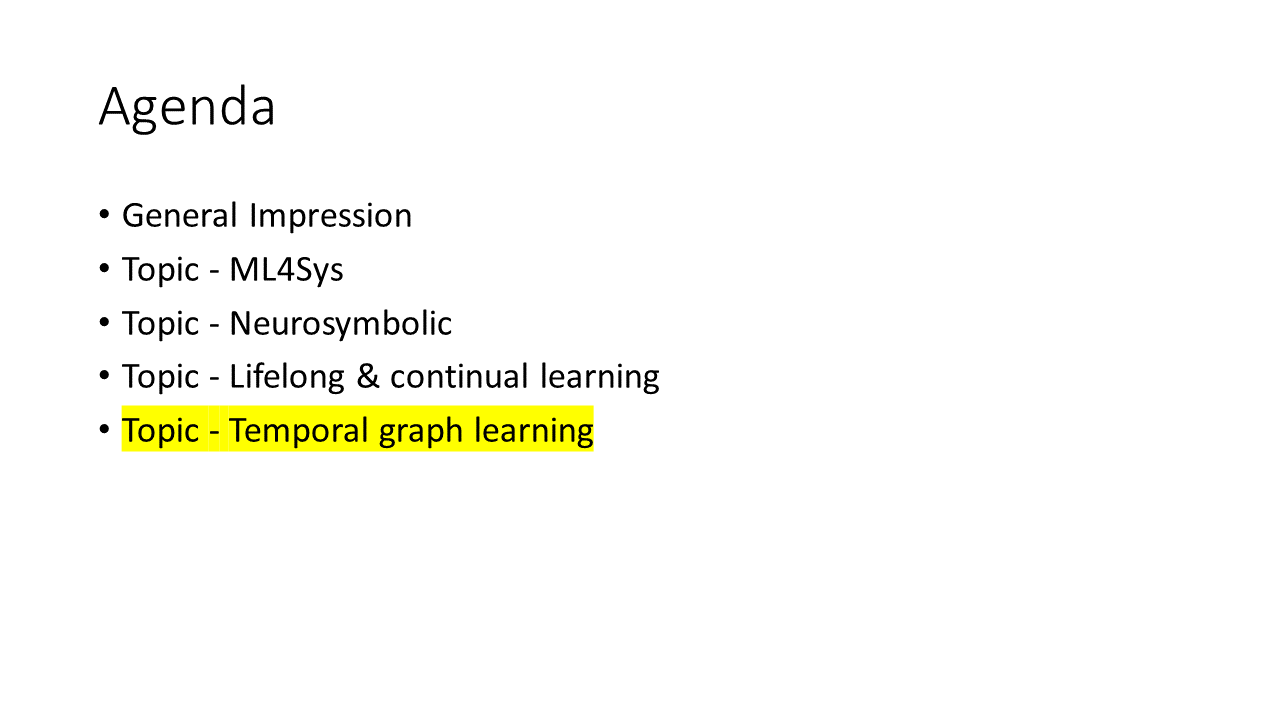 Agenda
• General Impression
• Topic - ML4Sys
• Topic - Neurosymbolic
• Topic - Lifelong & continual learning
• Topic - Temporal graph learning